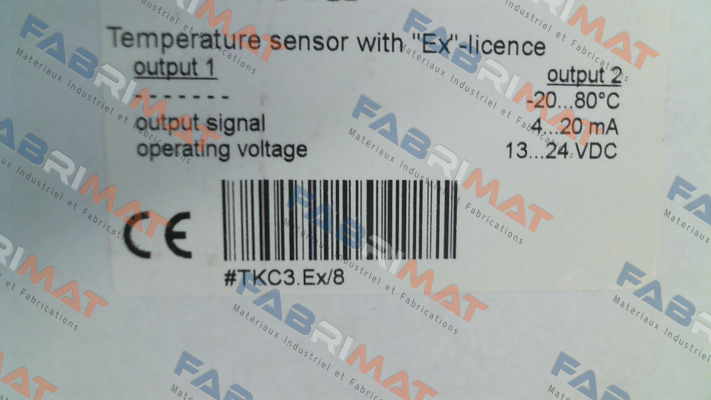 Temperature sensor with "Ex"-licence
output 1 output 2
- - - - - - - -20...80°C
output signal 4...20 mA
operating voltage 13...24 VDC
CE
#TKC3.Ex/8
FABRIMAT
Materiaux Industriel et Fabrications